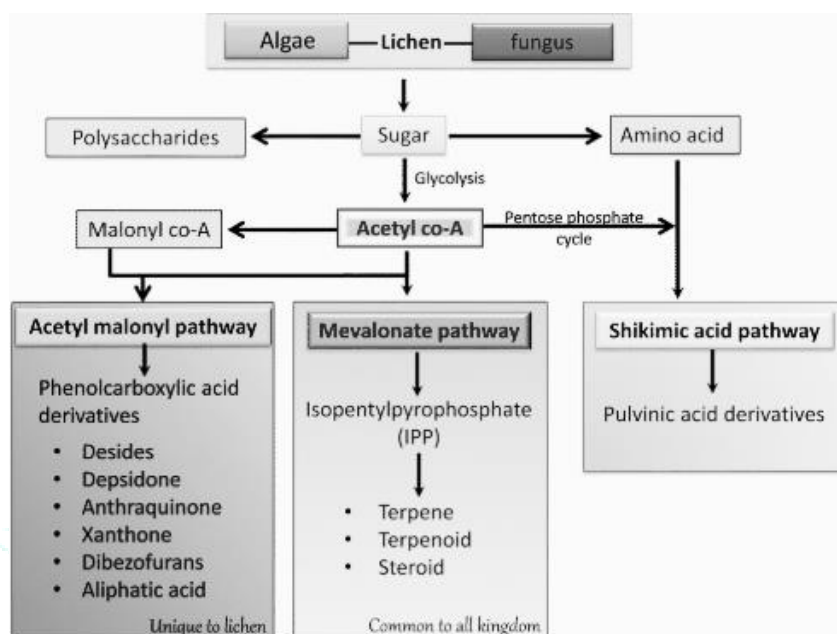 Algae
Lichen
fungus
Polysaccharides
Sugar
Amino acid
Glycolysis
Malonyl co-A
Acetyl co-A
Pentose phosphate
cycle
Acetyl malonyl pathway
Phenolcarboxylic acid
derivatives
• Desides
• Depsidone
• Anthraquinone
• Xanthone
• Dibezofurans
• Aliphatic acid
Unique to lichen
Mevalonate pathway
Isopentylpyrophosphate
(IPP)
• Terpene
• Terpenoid
• Steroid
Common to all kingdom
Shikimic acid pathway
Pulvinic acid derivatives